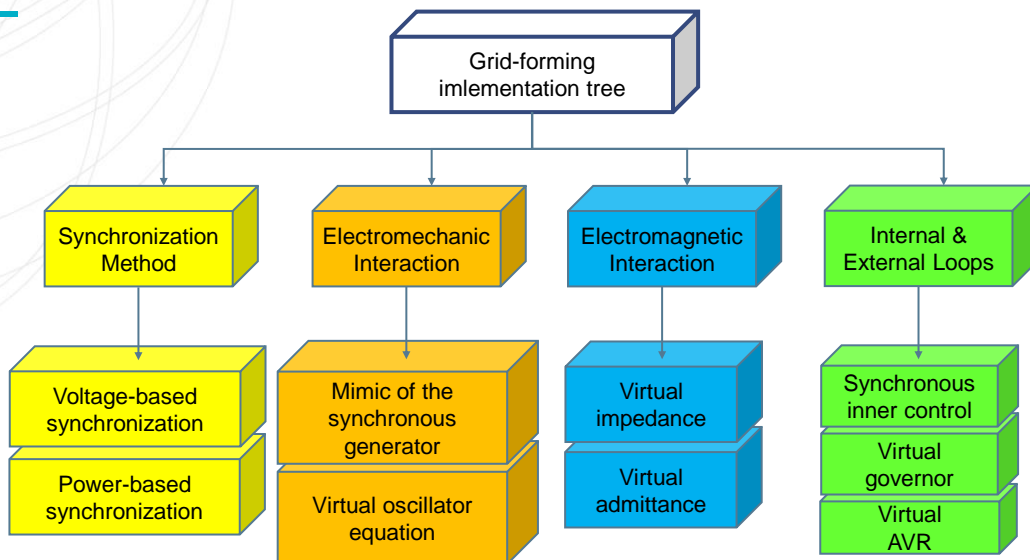 Grid-forming
imlementation tree
Synchronization
Method
Electromechanic
Interaction
Electromagnetic
Interaction
Internal &
External Loops
Voltage-based
synchronization
Power-based
synchronization
Mimic of the
synchronous
generator
Virtual oscillator
equation
Virtual
impedance
Virtual
admittance
Synchronous
inner control
Virtual
governor
Virtual
AVR